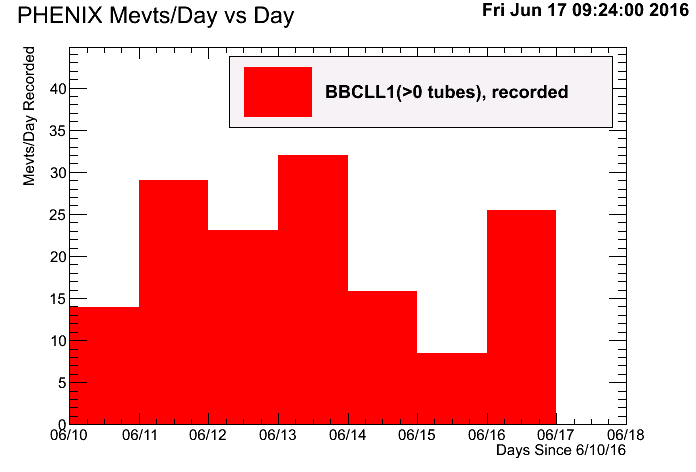 PHENIX Mevts/Day vs Day
Fri Jun 17 09:24:00 2016
Mevts/Day Recorded
BBCLL1(>0 tubes), recorded
40
35
30
25
20
15
10
5
0
06/10 06/11 06/12 06/13 06/14 06/15 06/16 06/17 06/18
Days Since 6/10/16